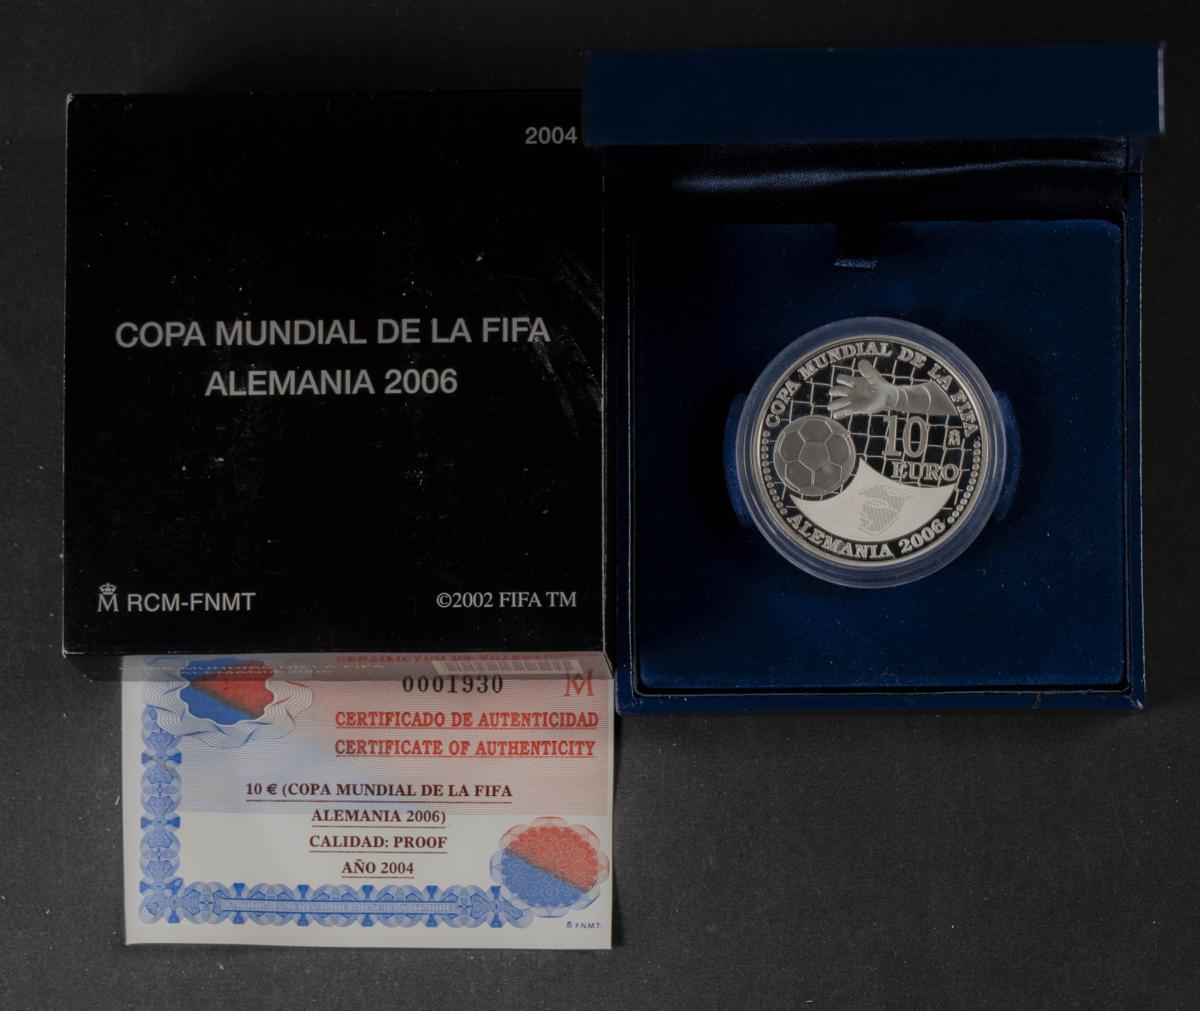 2004
COPA MUNDIAL DE LA FIFA
ALEMANIA 2006
M RCM-FNMT
©2002 FIFA TM
COPA MUNDIAL DE LA FIFA
10 M
EURO
ALEMANIA 2006
0001930
M
CERTIFICADO DE AUTENTICIDAD
CERTIFICATE OF AUTHENTICITY
10 € (COPA MUNDIAL DE LA FIFA
ALEMANIA 2006)
CALIDAD: PROOF
AÑO 2004
M F.N.M.T.